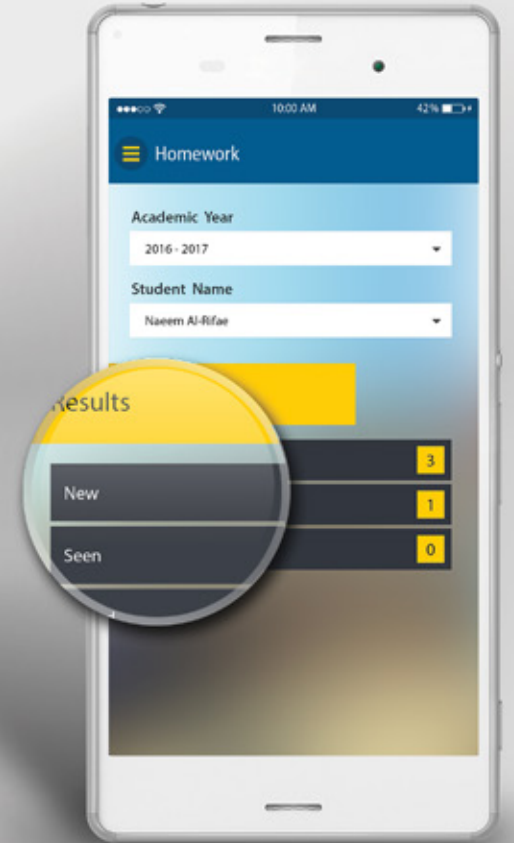 10:00 AM 42%
Homework
Academic Year
2016 - 2017
Student Name
Naeem Al-Rifae
Results
3
New
1
Seen
0